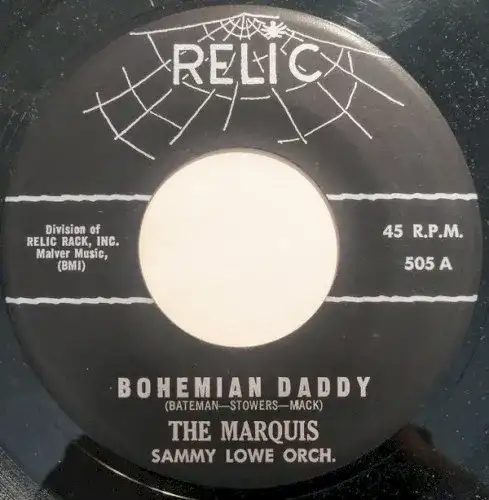 RELIC
Division of
RELIC RACK, INC.
Malver Music,
(BMI)
45 R.P.M.
505 A
BOHEMIAN DADDY
(BATEMAN—STOWERS—MACK)
THE MARQUIS
SAMMY LOWE ORCH.